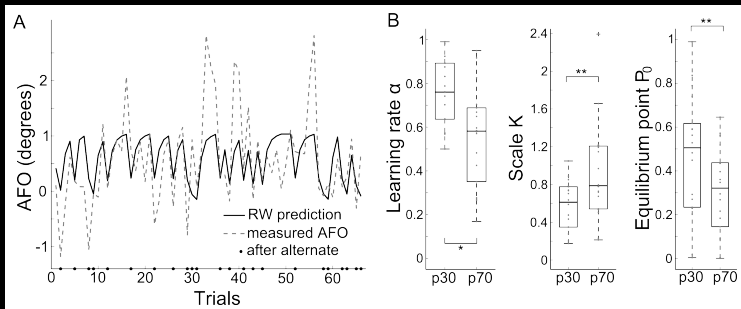 A
AFO (degrees)
2
1
0
-1
RW prediction
measured AFO
after alternate
0 10 20 30 40 50 60
Trials
B
Learning rate α
1
0.8
0.6
0.4
0.2
0
*
p30 p70
Scale K
2.4
2.0
1.6
1.2
0.8
0.4
0
**
p30 p70
Equilibrium point P₀
1
0.8
0.6
0.4
0.2
0
**
p30 p70